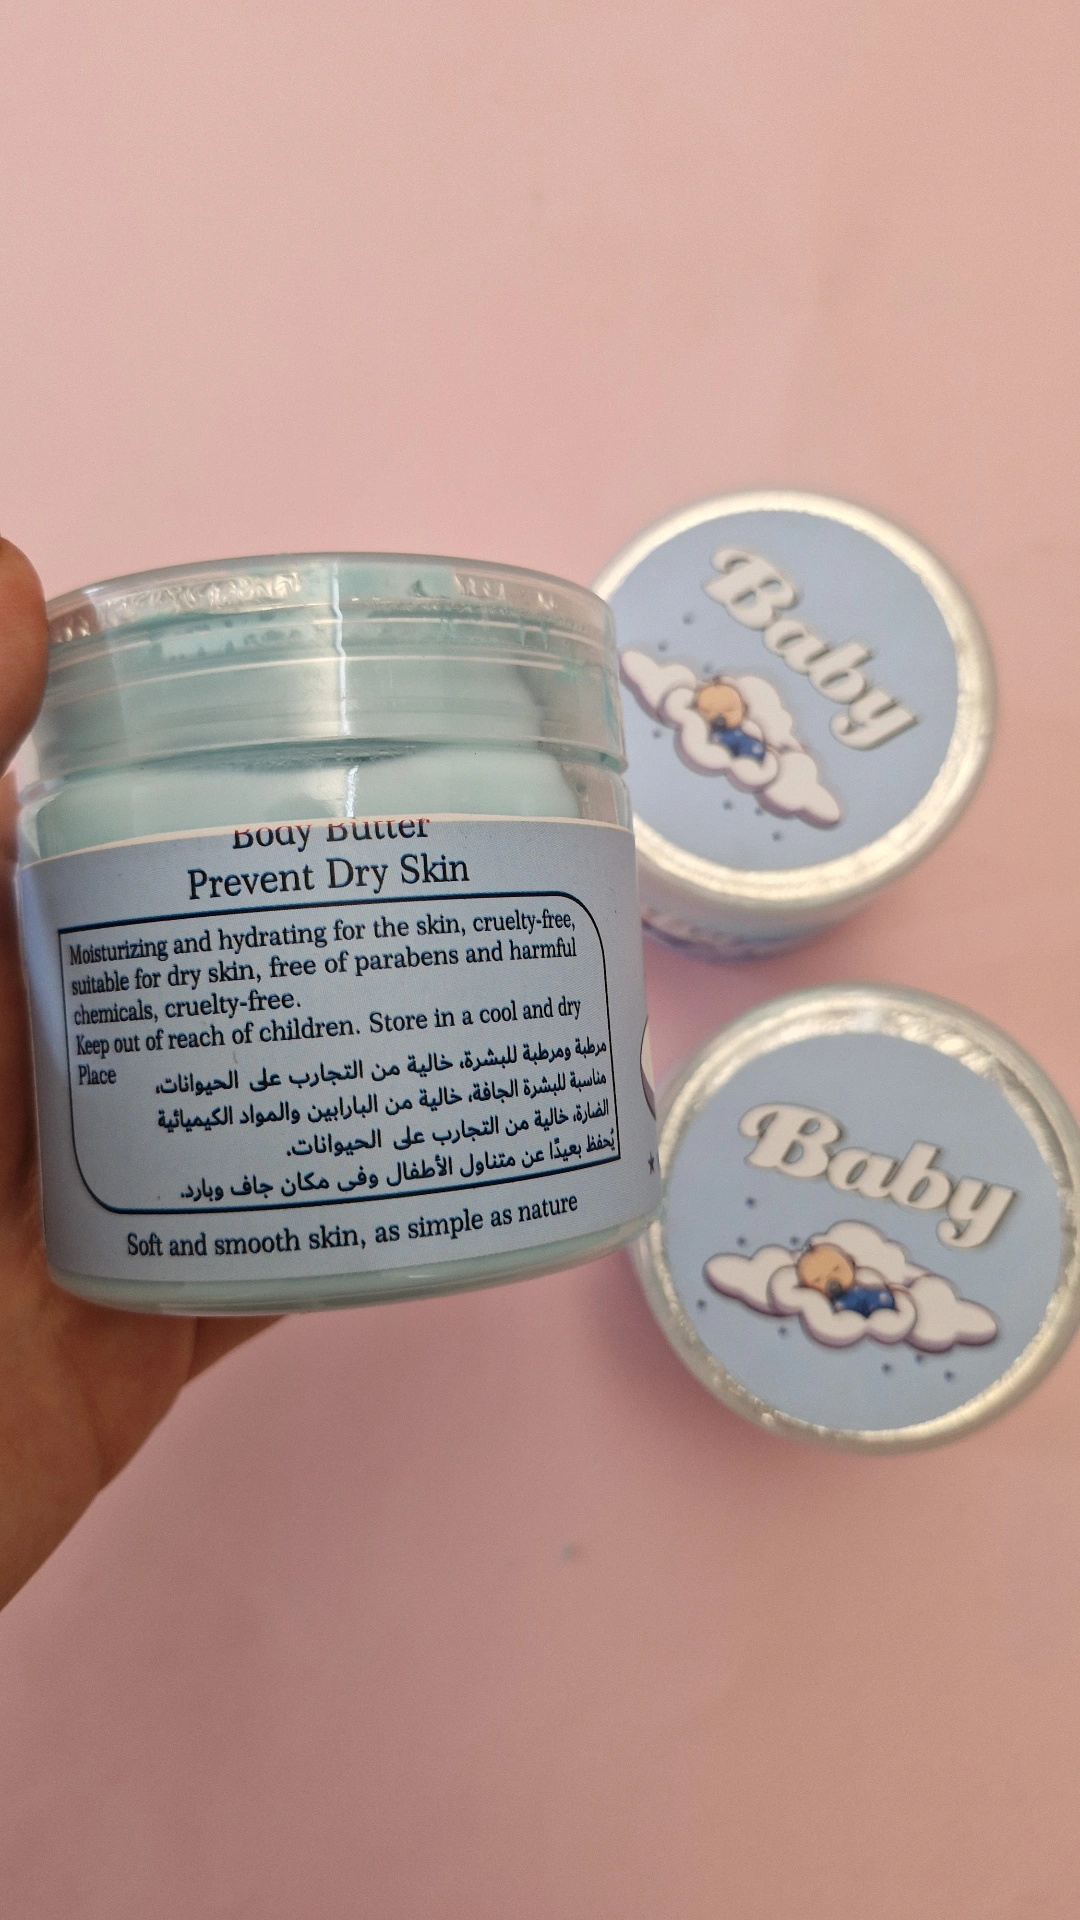 Body Butter
Prevent Dry Skin
Moisturizing and hydrating for the skin, cruelty-free,
suitable for dry skin, free of parabens and harmful
chemicals, cruelty-free.
Keep out of reach of children. Store in a cool and dry
Place
مرطبة ومرطبة للبشرة، خالية من التجارب على الحيوانات،
مناسبة للبشرة الجافة، خالية من البارابين والمواد الكيميائية
الضارة، خالية من التجارب على الحيوانات.
يُحفظ بعيدًا عن متناول الأطفال وفى مكان جاف وبارد.
Soft and smooth skin, as simple as nature
Baby
Baby